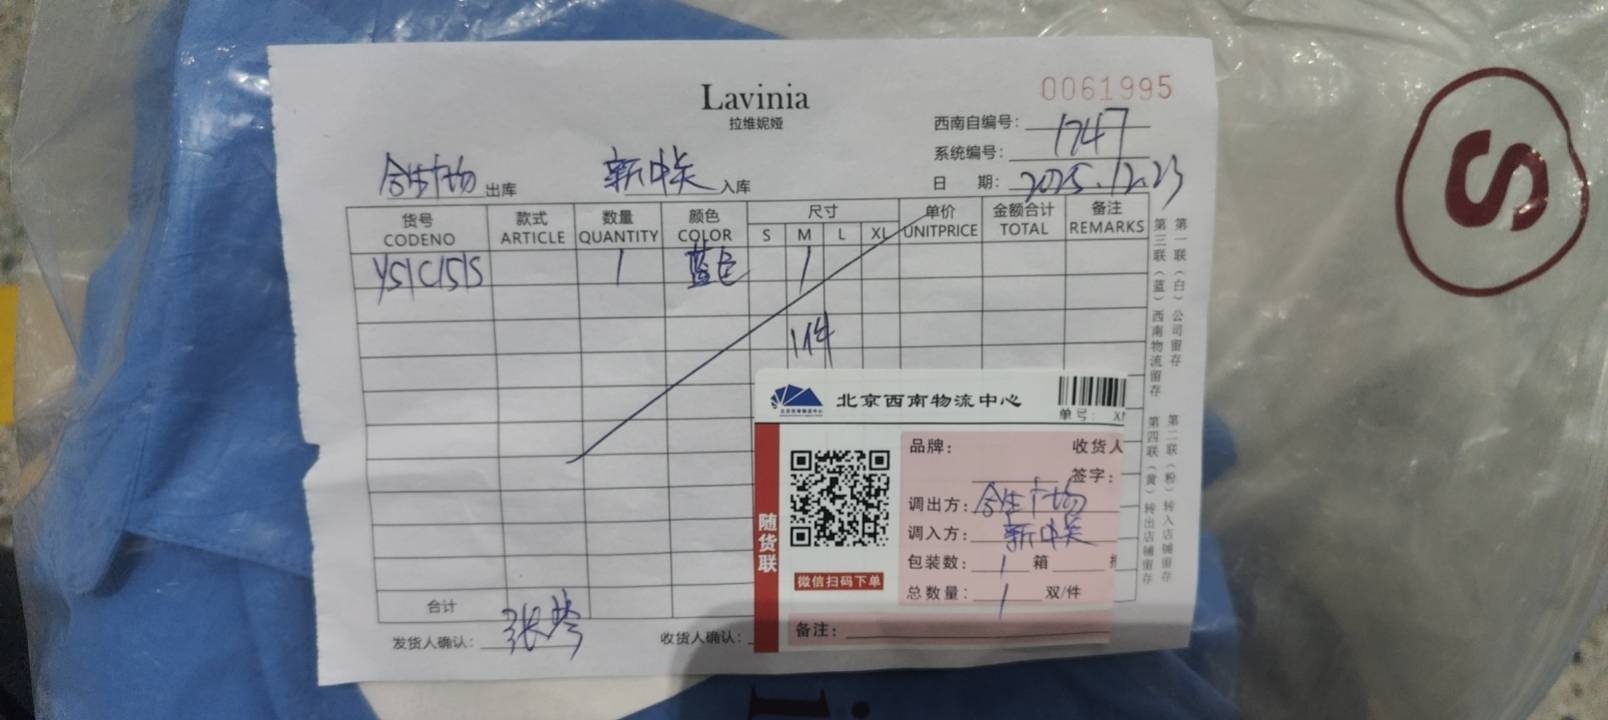 Lavinia
拉维妮娅
0061995
西南自编号: 1747
系统编号:
日 期: 2025.12.23
合生市场 出库 新中关 入库
货号 款式 数量 颜色 尺寸 单价 金额合计 备注
CODENO ARTICLE QUANTITY COLOR S M L XL UNITPRICE TOTAL REMARKS
1 蓝色 1
1件
合计
发货人确认: 收货人确认:
第一联(白)公司留存
第二联(粉)转入店铺留存
第三联(蓝)西南物流留存
第四联(黄)转出店铺留存
北京西南物流中心
单号:
随货联
微信扫码下单
品牌: 收货人
签字:
调出方: 合生市场
调入方: 新中关
包装数: 1 箱
总数量: 1 双/件
备注:
S